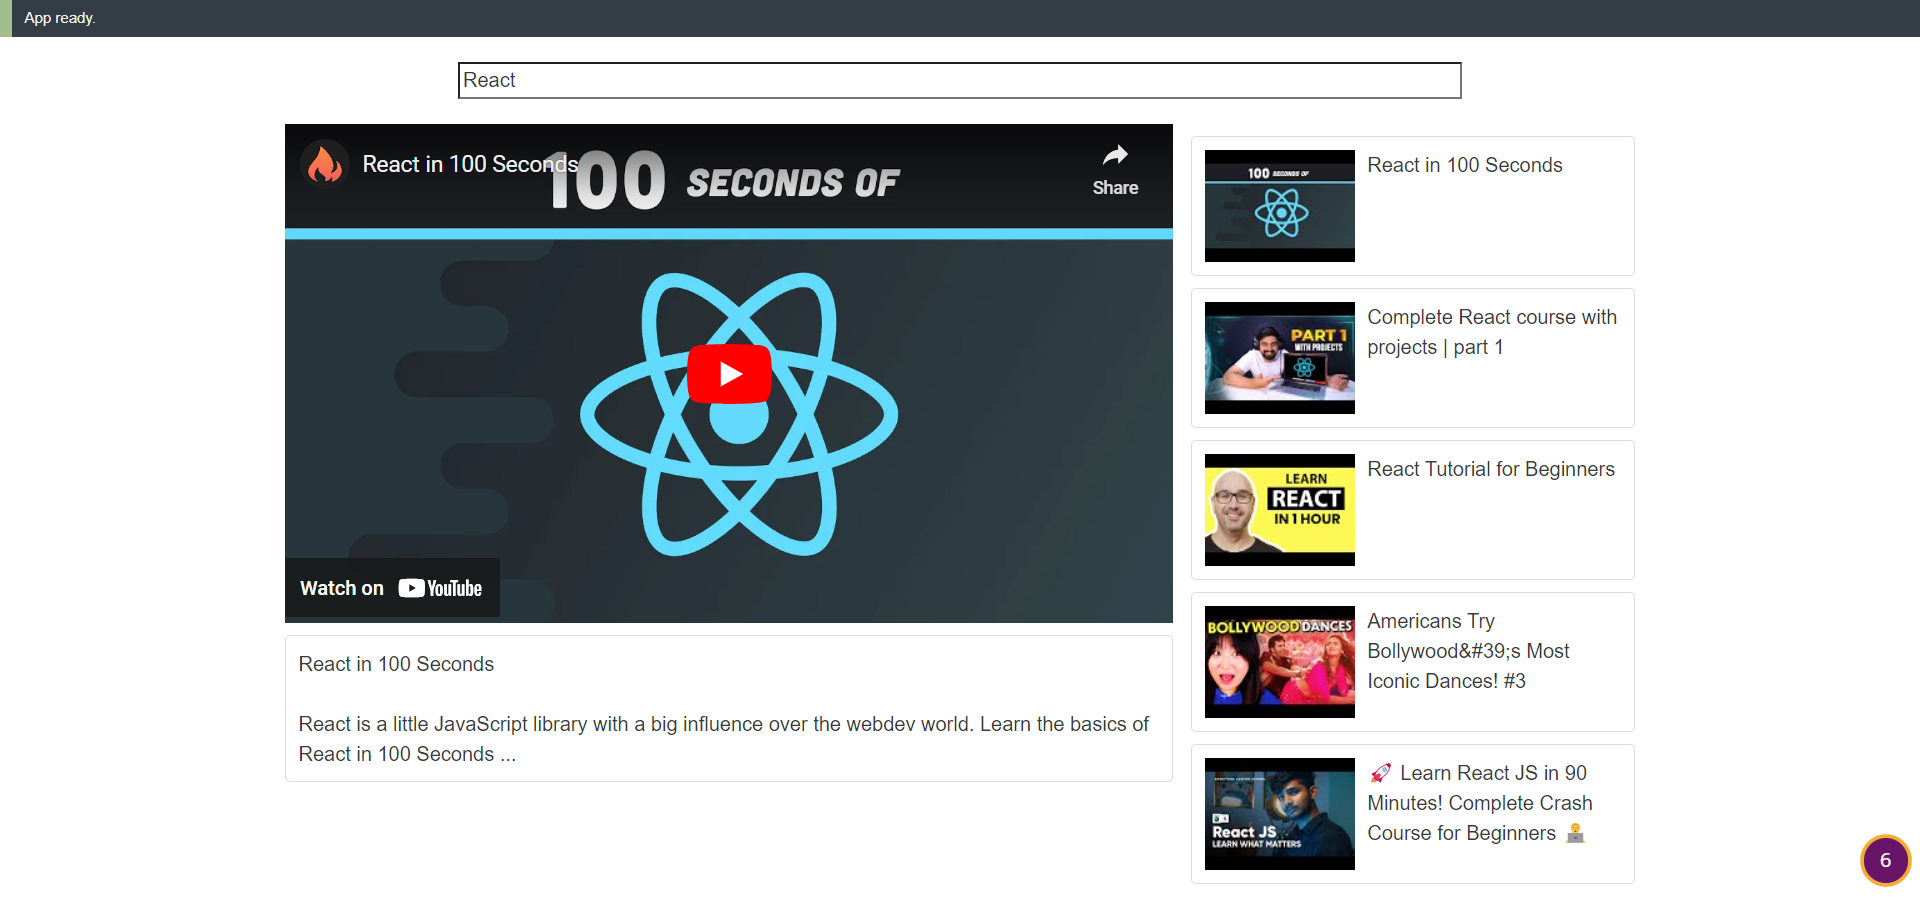 App ready.
React
React in 100 Seconds
100 SECONDS OF
Share
Watch on YouTube
React in 100 Seconds
React is a little JavaScript library with a big influence over the webdev world. Learn the basics of
React in 100 Seconds ...
100 SECONDS OF
React in 100 Seconds
PART 1
WITH PROJECTS
Complete React course with
projects | part 1
LEARN
REACT
IN 1 HOUR
React Tutorial for Beginners
BOLLYWOOD DANCES
Americans Try
Bollywood&#39;s Most
Iconic Dances! #3
React JS
LEARN WHAT MATTERS
🚀 Learn React JS in 90
Minutes! Complete Crash
Course for Beginners 👨‍💻
6